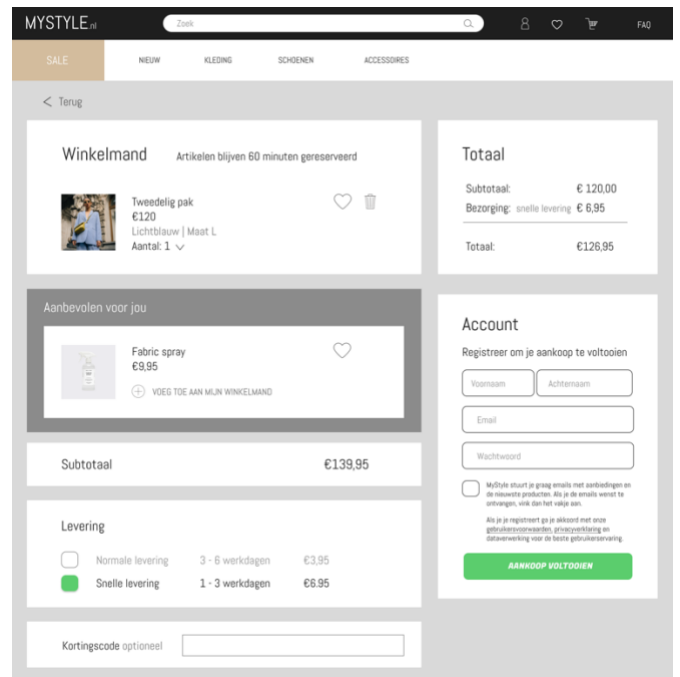 MYSTYLE.nl
Zoek
FAQ
SALE NIEUW KLEDING SCHOENEN ACCESSOIRES
< Terug
Winkelmand Artikelen blijven 60 minuten gereserveerd
Tweedelig pak
€120
Lichtblauw | Maat L
Aantal: 1
Aanbevolen voor jou
Fabric spray
€9,95
VOEG TOE AAN MIJN WINKELMAND
Subtotaal €139,95
Levering
Normale levering 3 - 6 werkdagen €3,95
Snelle levering 1 - 3 werkdagen €6.95
Kortingscode optioneel
Totaal
Subtotaal: € 120,00
Bezorging: snelle levering € 6,95
Totaal: €126,95
Account
Registreer om je aankoop te voltooien
Voornaam Achternaam
Email
Wachtwoord
MyStyle stuurt je graag emails met aanbiedingen en
de nieuwste producten. Als je de emails wenst te
ontvangen, vink dan het vakje aan.
Als je je registreert ga je akkoord met onze
gebruikersvoorwaarden, privacyverklaring en
dataverwerking voor de beste gebruikerservaring.
AANKOOP VOLTOOIEN